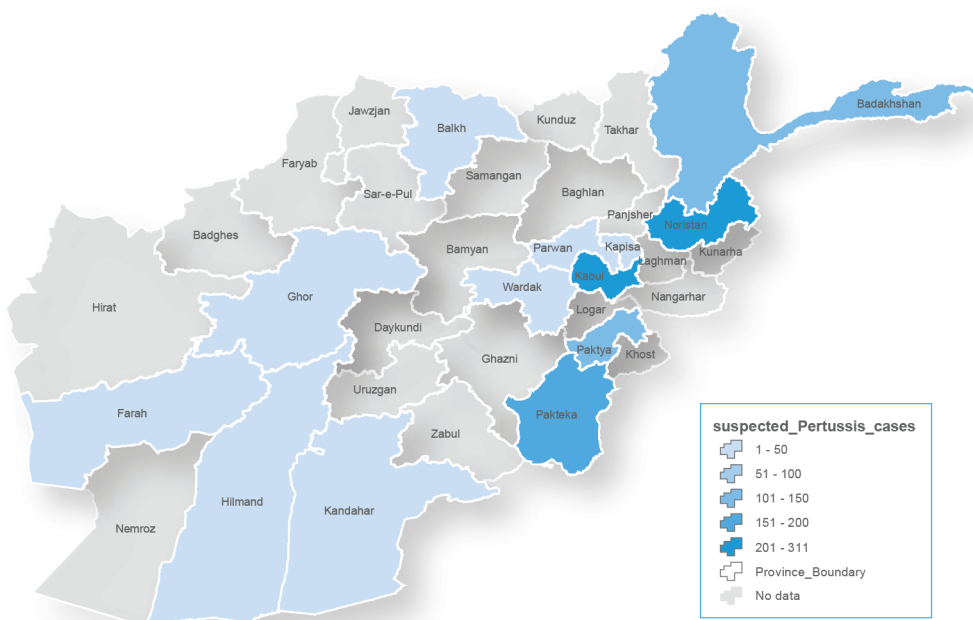 Badakhshan
Jawzjan
Balkh
Kunduz
Takhar
Faryab
Samangan
Sar-e-Pul
Baghlan
Panjsher
Noristan
Badghes
Bamyan
Parwan
Kapisa
Kunarha
Laghman
Kabul
Wardak
Ghor
Nangarhar
Hirat
Logar
Daykundi
Paktya
Khost
Ghazni
Uruzgan
Farah
Pakteka
Zabul
Hilmand
Kandahar
Nemroz
suspected_Pertussis_cases
1 - 50
51 - 100
101 - 150
151 - 200
201 - 311
Province_Boundary
No data